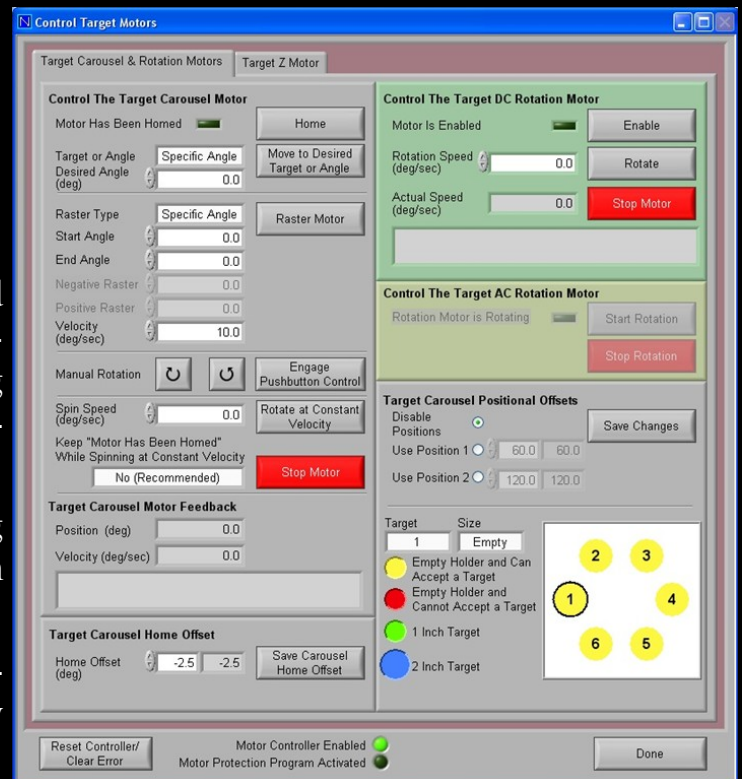 Control Target Motors
Target Carousel & Rotation Motors
Target Z Motor
Control The Target Carousel Motor
Motor Has Been Homed
Home
Target or Angle
Specific Angle
Move to Desired
Target or Angle
Desired Angle
(deg)
0.0
Raster Type
Specific Angle
Raster Motor
Start Angle
0.0
End Angle
0.0
Negative Raster
0.0
Positive Raster
0.0
Velocity
(deg/sec)
10.0
Manual Rotation
Engage
Pushbutton Control
Spin Speed
(deg/sec)
0.0
Rotate at Constant
Velocity
Keep "Motor Has Been Homed"
While Spinning at Constant Velocity
No (Recommended)
Stop Motor
Target Carousel Motor Feedback
Position (deg)
0.0
Velocity (deg/sec)
0.0
Target Carousel Home Offset
Home Offset
(deg)
-2.5
-2.5
Save Carousel
Home Offset
Control The Target DC Rotation Motor
Motor Is Enabled
Enable
Rotation Speed
(deg/sec)
0.0
Rotate
Actual Speed
(deg/sec)
0.0
Stop Motor
Control The Target AC Rotation Motor
Rotation Motor is Rotating
Start Rotation
Stop Rotation
Target Carousel Positional Offsets
Disable
Positions
Save Changes
Use Position 1
60.0
60.0
Use Position 2
120.0
120.0
Target
Size
1
Empty
Empty Holder and Can
Accept a Target
Empty Holder and
Cannot Accept a Target
1 Inch Target
2 Inch Target
2
3
1
4
6
5
Reset Controller/
Clear Error
Motor Controller Enabled
Motor Protection Program Activated
Done